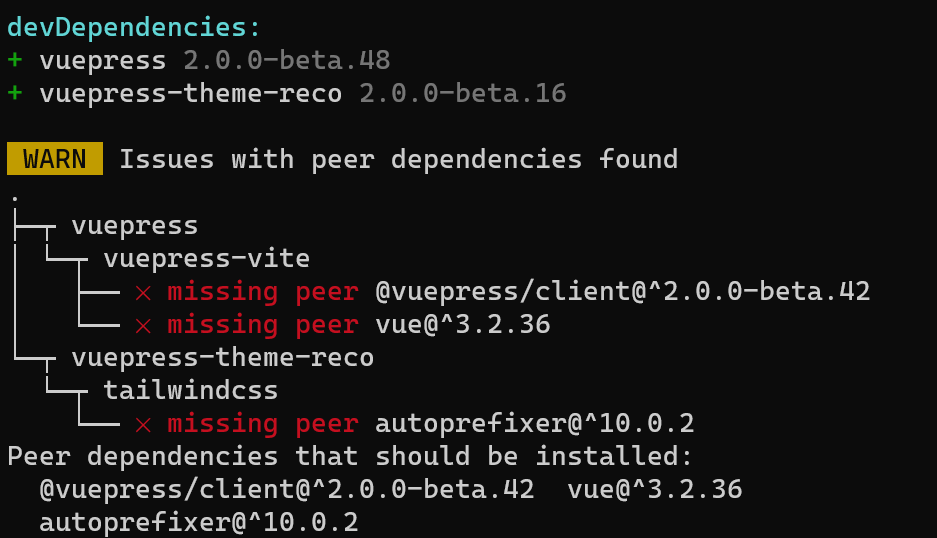 devDependencies:
+ vuepress 2.0.0-beta.48
+ vuepress-theme-reco 2.0.0-beta.16
WARN Issues with peer dependencies found
.
├─┬ vuepress
│ └─┬ vuepress-vite
│   ├── ✕ missing peer @vuepress/client@^2.0.0-beta.42
│   └── ✕ missing peer vue@^3.2.36
└─┬ vuepress-theme-reco
  └─┬ tailwindcss
    └── ✕ missing peer autoprefixer@^10.0.2
Peer dependencies that should be installed:
  @vuepress/client@^2.0.0-beta.42  vue@^3.2.36
  autoprefixer@^10.0.2